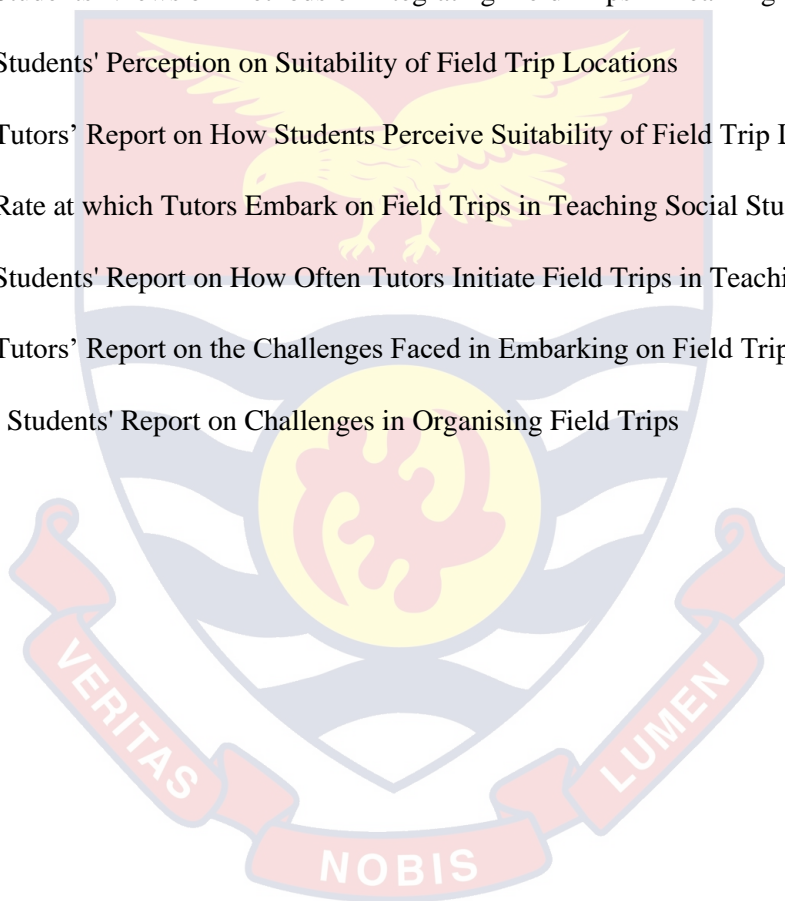 Students' Perception on Suitability of Field Trip Locations
Tutors’ Report on How Students Perceive Suitability of Field Trip
Rate at which Tutors Embark on Field Trips in Teaching Social
Students' Report on How Often Tutors Initiate Field Trips in
Tutors’ Report on the Challenges Faced in Embarking on Field
Students' Report on Challenges in Organising Field Trips
VERITAS
NOBIS
LUMEN